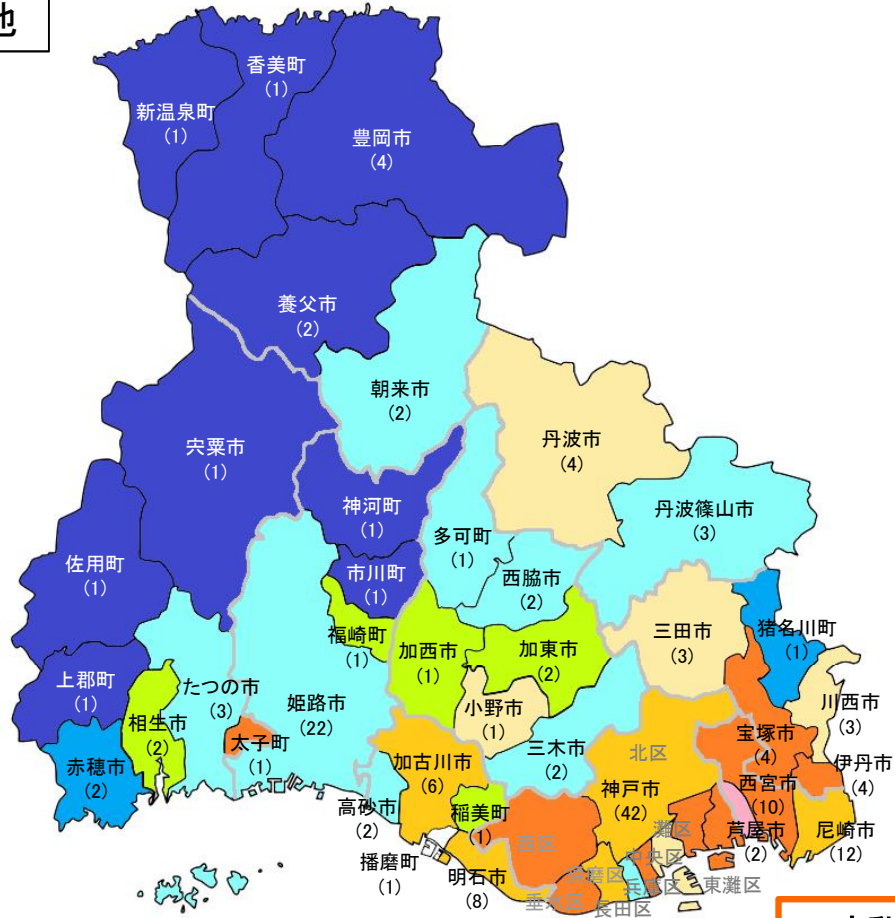 地
香美町
(1)
新温泉町
(1)
豊岡市
(4)
養父市
(2)
朝来市
(2)
宍粟市
(1)
丹波市
(4)
神河町
(1)
丹波篠山市
(3)
多可町
(1)
佐用町
(1)
市川町
(1)
西脇市
(2)
福崎町
(1)
加西市
(1)
加東市
(2)
三田市
(3)
猪名川町
(1)
上郡町
(1)
たつの市
(3)
姫路市
(22)
小野市
(1)
川西市
(3)
相生市
(2)
太子町
(1)
三木市
(2)
宝塚市
(4)
赤穂市
(2)
加古川市
(6)
北区
伊丹市
(4)
神戸市
(42)
西宮市
(10)
高砂市
(2)
稲美町
(1)
灘区
芦屋市
(2)
尼崎市
(12)
西区
中央区
播磨町
(1)
明石市
(8)
須磨区
兵庫区
東灘区
垂水区
長田区